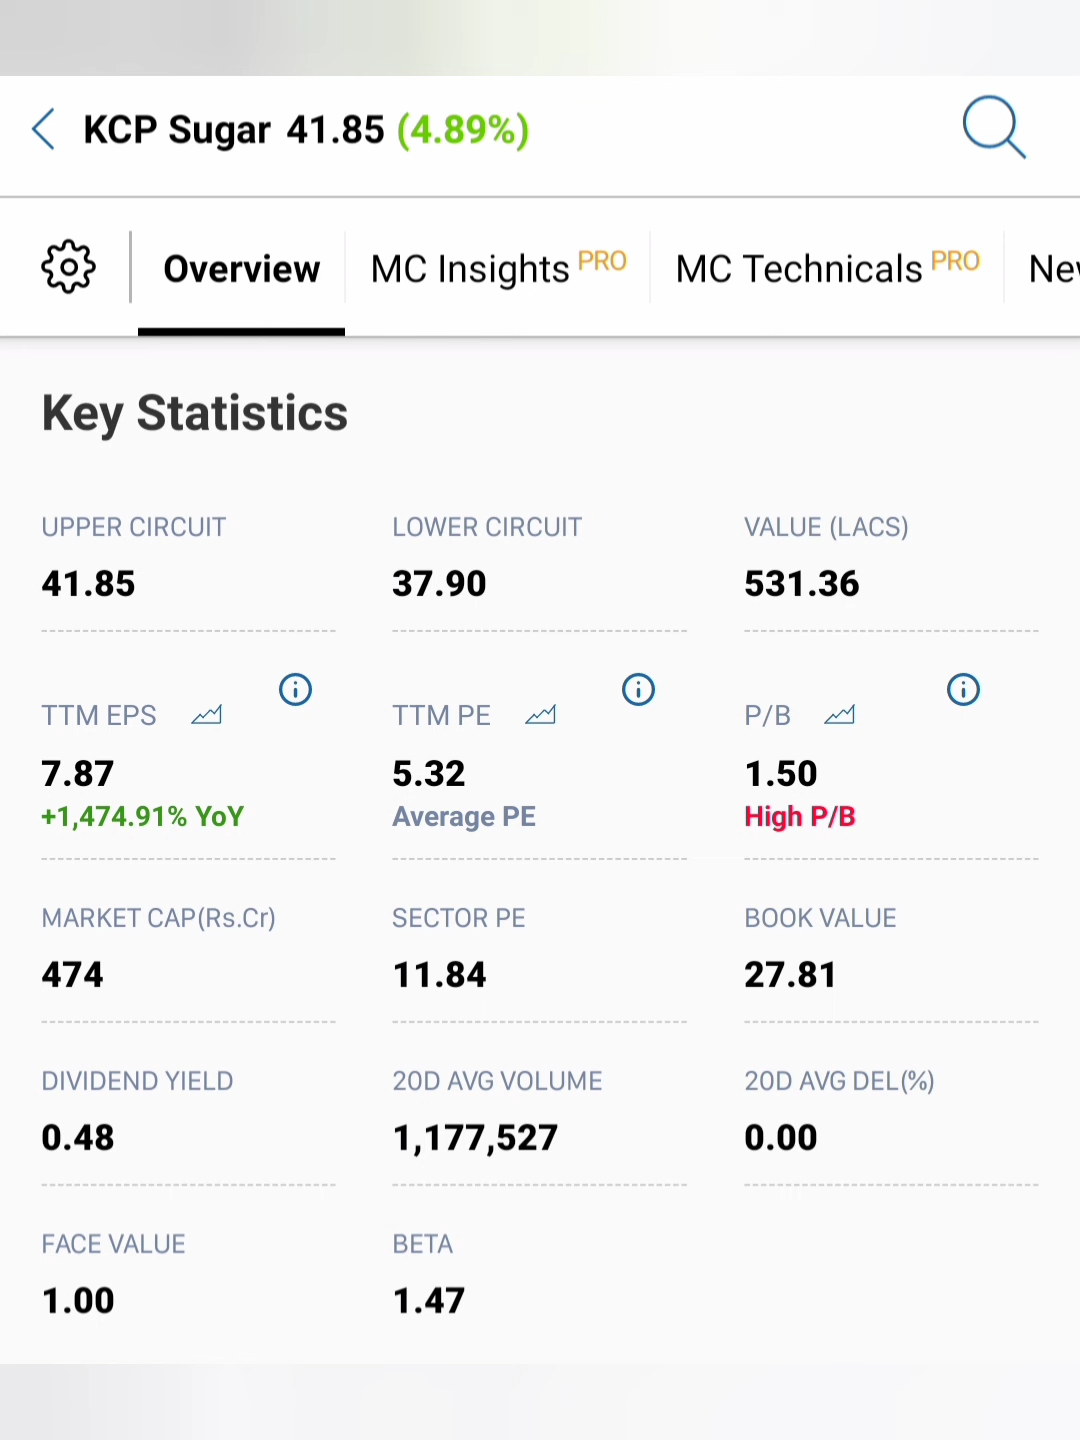 KCP Sugar 41.85 (4.89%)
Overview MC Insights PRO MC Technicals PRO
Key Statistics
UPPER CIRCUIT LOWER CIRCUIT VALUE (LACS)
41.85 37.90 531.36
TTM EPS TTM PE P/B
7.87 5.32 1.50
+1,474.91% YoY Average PE High P/B
MARKET CAP(Rs.Cr) SECTOR PE BOOK VALUE
474 11.84 27.81
DIVIDEND YIELD 20D AVG VOLUME 20D AVG DEL(%)
0.48 1,177,527 0.00
FACE VALUE BETA
1.00 1.47